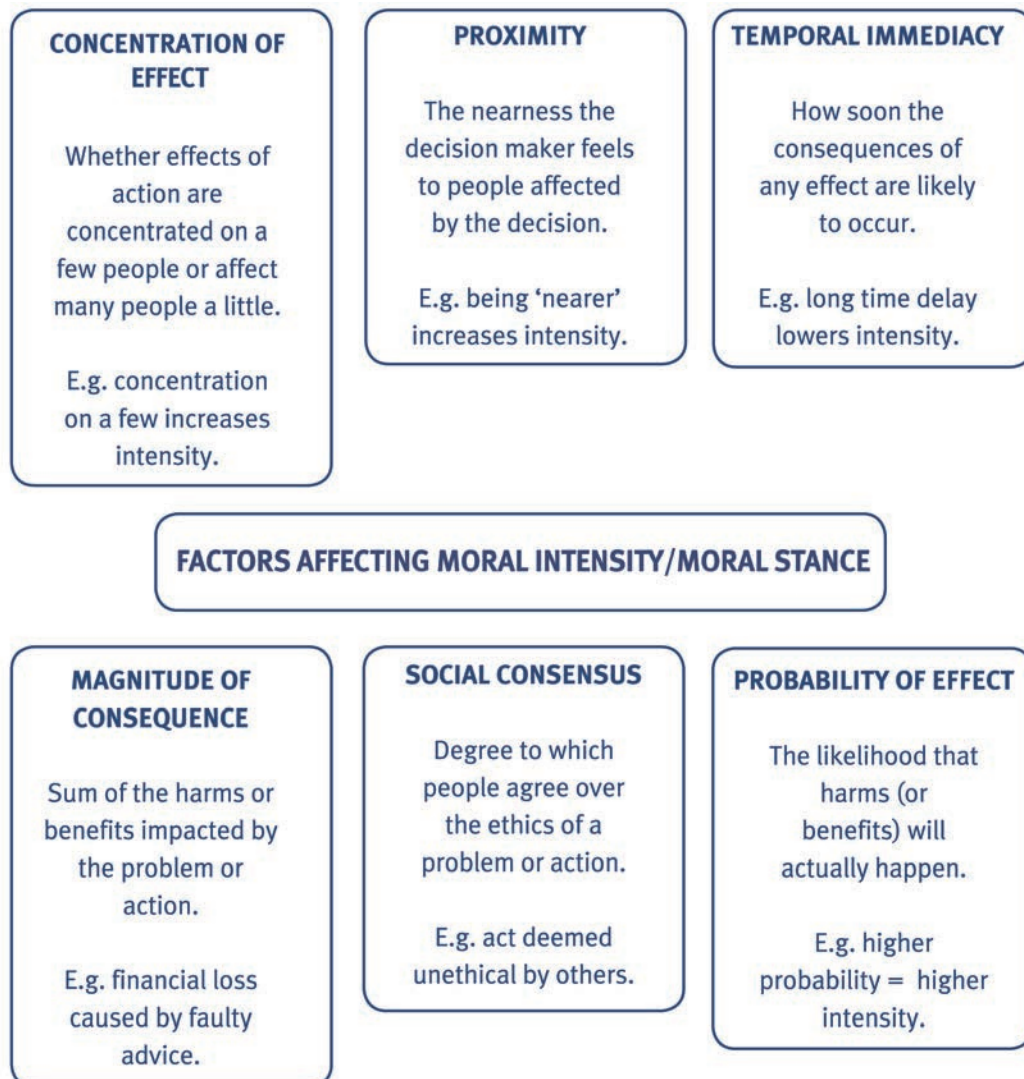 CONCENTRATION OF
EFFECT
Whether effects of
action are
concentrated on a
few people or affect
many people a little.
E.g. concentration
on a few increases
intensity.
PROXIMITY
The nearness the
decision maker feels
to people affected
by the decision.
E.g. being ‘nearer’
increases intensity.
TEMPORAL IMMEDIACY
How soon the
consequences of
any effect are likely
to occur.
E.g. long time delay
lowers intensity.
FACTORS AFFECTING MORAL INTENSITY/MORAL STANCE
MAGNITUDE OF
CONSEQUENCE
Sum of the harms or
benefits impacted by
the problem or
action.
E.g. financial loss
caused by faulty
advice.
SOCIAL CONSENSUS
Degree to which
people agree over
the ethics of a
problem or action.
E.g. act deemed
unethical by others.
PROBABILITY OF EFFECT
The likelihood that
harms (or
benefits) will
actually happen.
E.g. higher
probability = higher
intensity.